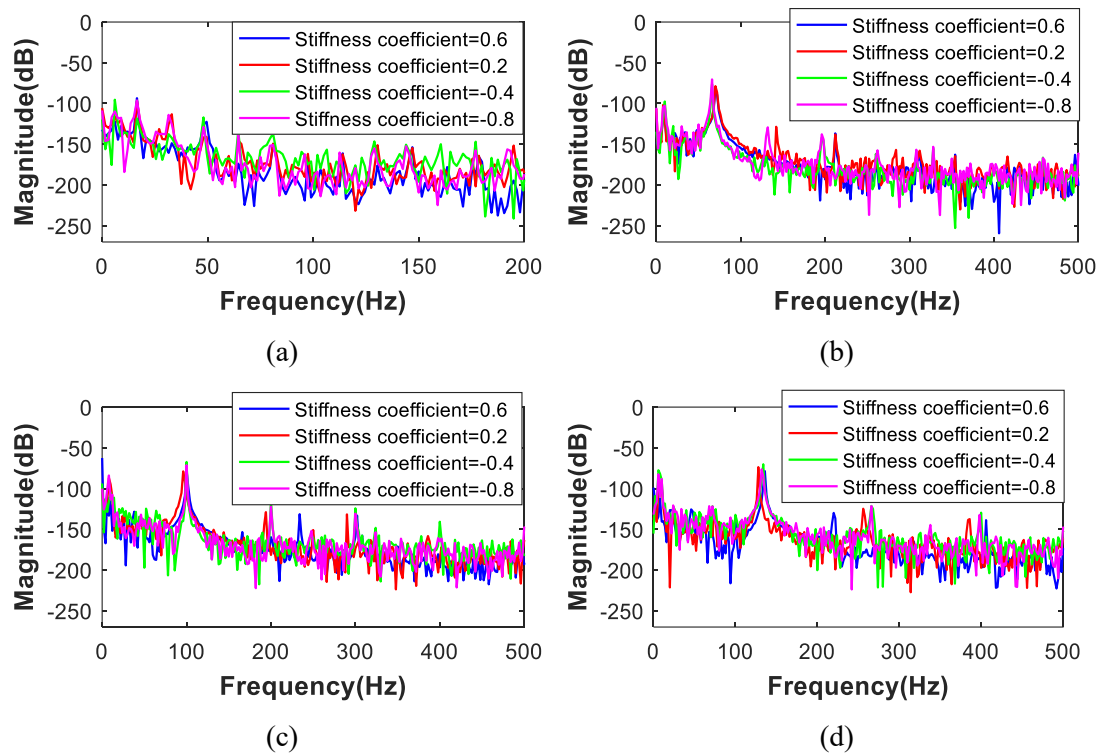 0
-50
-100
-150
-200
-250
Magnitude(dB)
0
50
100
150
200
Frequency(Hz)
Stiffness coefficient=0.6
Stiffness coefficient=0.2
Stiffness coefficient=-0.4
Stiffness coefficient=-0.8
(a)
0
-50
-100
-150
-200
-250
Magnitude(dB)
0
100
200
300
400
500
Frequency(Hz)
Stiffness coefficient=0.6
Stiffness coefficient=0.2
Stiffness coefficient=-0.4
Stiffness coefficient=-0.8
(b)
0
-50
-100
-150
-200
-250
Magnitude(dB)
0
100
200
300
400
500
Frequency(Hz)
Stiffness coefficient=0.6
Stiffness coefficient=0.2
Stiffness coefficient=-0.4
Stiffness coefficient=-0.8
(c)
0
-50
-100
-150
-200
-250
Magnitude(dB)
0
100
200
300
400
500
Frequency(Hz)
Stiffness coefficient=0.6
Stiffness coefficient=0.2
Stiffness coefficient=-0.4
Stiffness coefficient=-0.8
(d)